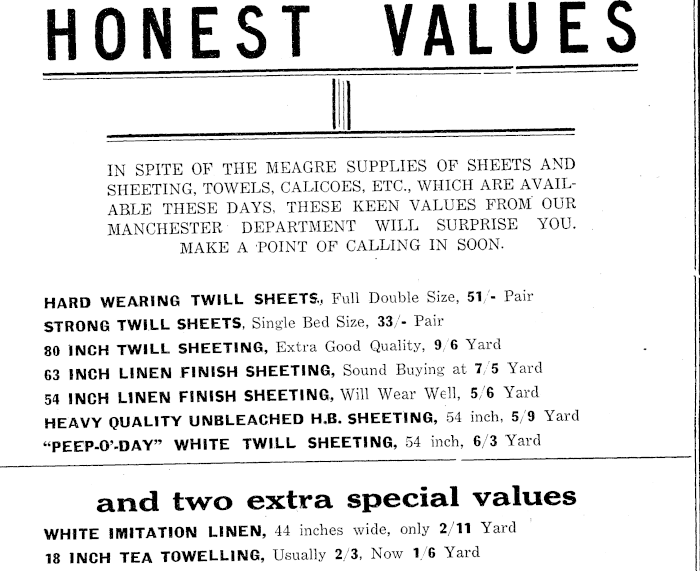 HONEST VALUES
IN SPITE OF THE MEAGRE SUPPLIES OF SHEETS AND
SHEETING, TOWELS, CALICOES, ETC., WHICH ARE AVAIL-
ABLE THESE DAYS, THESE KEEN VALUES FROM OUR
MANCHESTER DEPARTMENT WILL SURPRISE YOU.
MAKE A POINT OF CALLING IN SOON.
HARD WEARING TWILL SHEETS., Full Double Size, 51/- Pair
STRONG TWILL SHEETS, Single Bed Size, 33/- Pair
80 INCH TWILL SHEETING, Extra Good Quality, 9/6 Yard
63 INCH LINEN FINISH SHEETING, Sound Buying at 7/5 Yard
54 INCH LINEN FINISH SHEETING, Will Wear Well, 5/6 Yard
HEAVY QUALITY UNBLEACHED H.B. SHEETING, 54 inch, 5/9 Yard
“PEEP-O’-DAY” WHITE TWILL SHEETING, 54 inch, 6/3 Yard
and two extra special values
WHITE IMITATION LINEN, 44 inches wide, only 2/11 Yard
18 INCH TEA TOWELLING, Usually 2/3, Now 1/6 Yard